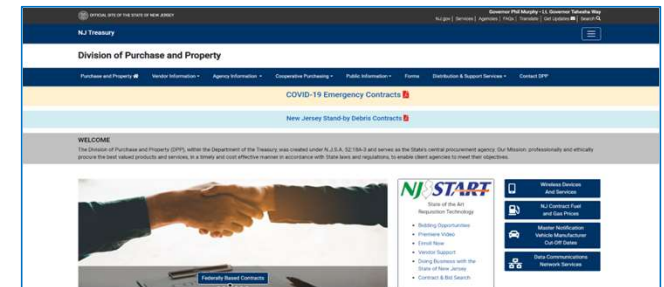 OFFICIAL SITE OF THE STATE OF NEW JERSEY
Governor Phil Murphy • Lt. Governor Tahesha Way
NJ.gov | Services | Agencies | FAQs | Translate | Get Updates | Search
NJ Treasury
Division of Purchase and Property
Purchase and Property Vendor Information Agency Information Cooperative Purchasing Public Information Forms Distribution & Support Services Contact DPP
COVID-19 Emergency Contracts
New Jersey Stand-by Debris Contracts
WELCOME
The Division of Purchase and Property (DPP), within the Department of the Treasury, was created under N.J.S.A. 52:18A-3 and serves as the State's central procurement agency. Our Mission: professionally and ethically
procure the best valued products and services, in a timely and cost effective manner in accordance with State laws and regulations, to enable client agencies to meet their objectives.
Federally Based Contracts
NJ START
State of the Art
Requisition Technology
Bidding Opportunities
Premiere Video
Enroll Now
Vendor Support
Doing Business with the
State of New Jersey
Contract & Bid Search
Wireless Devices
And Services
NJ Contract Fuel
and Gas Prices
Master Notification
Vehicle Manufacturer
Cut-Off Dates
Data Communications
Network Services